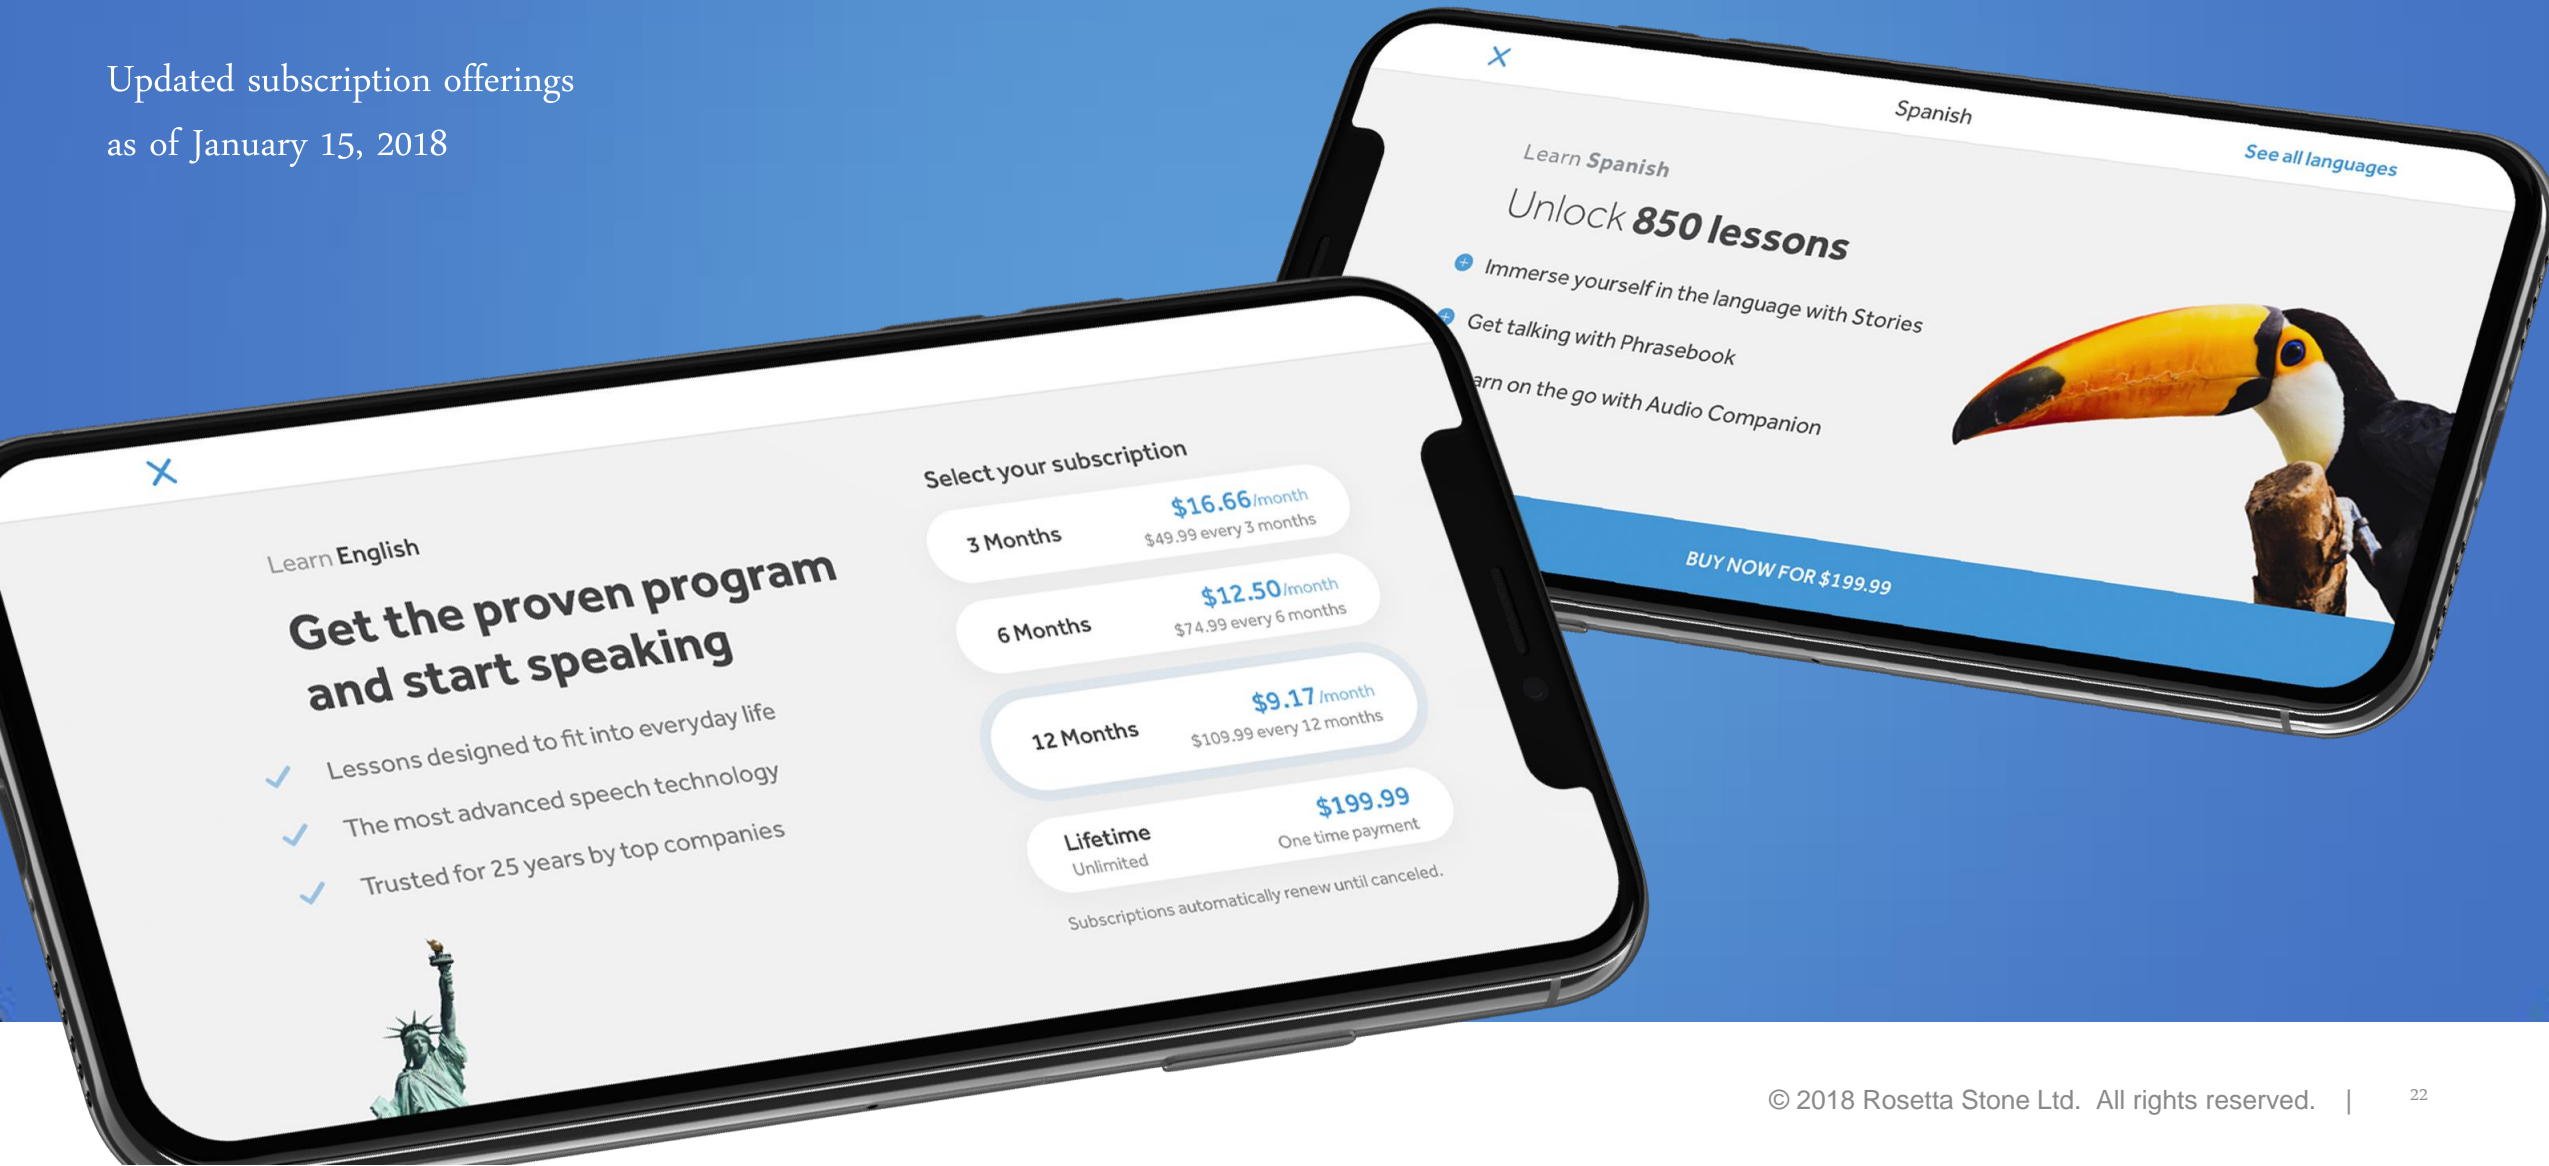 Updated subscription offerings
as of January 15, 2018
Spanish
See all languages
Learn Spanish
Unlock 850 lessons
Immerse yourself in the language with Stories
Get talking with Phrasebook
arn on the go with Audio Companion
BUY NOW FOR $199.99
Learn English
Get the proven program
and start speaking
Lessons designed to fit into everyday life
The most advanced speech technology
Trusted for 25 years by top companies
Select your subscription
3 Months
$16.66/month
$49.99 every 3 months
6 Months
$12.50/month
$74.99 every 6 months
12 Months
$9.17/month
$109.99 every 12 months
Lifetime
Unlimited
$199.99
One time payment
Subscriptions automatically renew until canceled.
© 2018 Rosetta Stone Ltd. All rights reserved. | 22